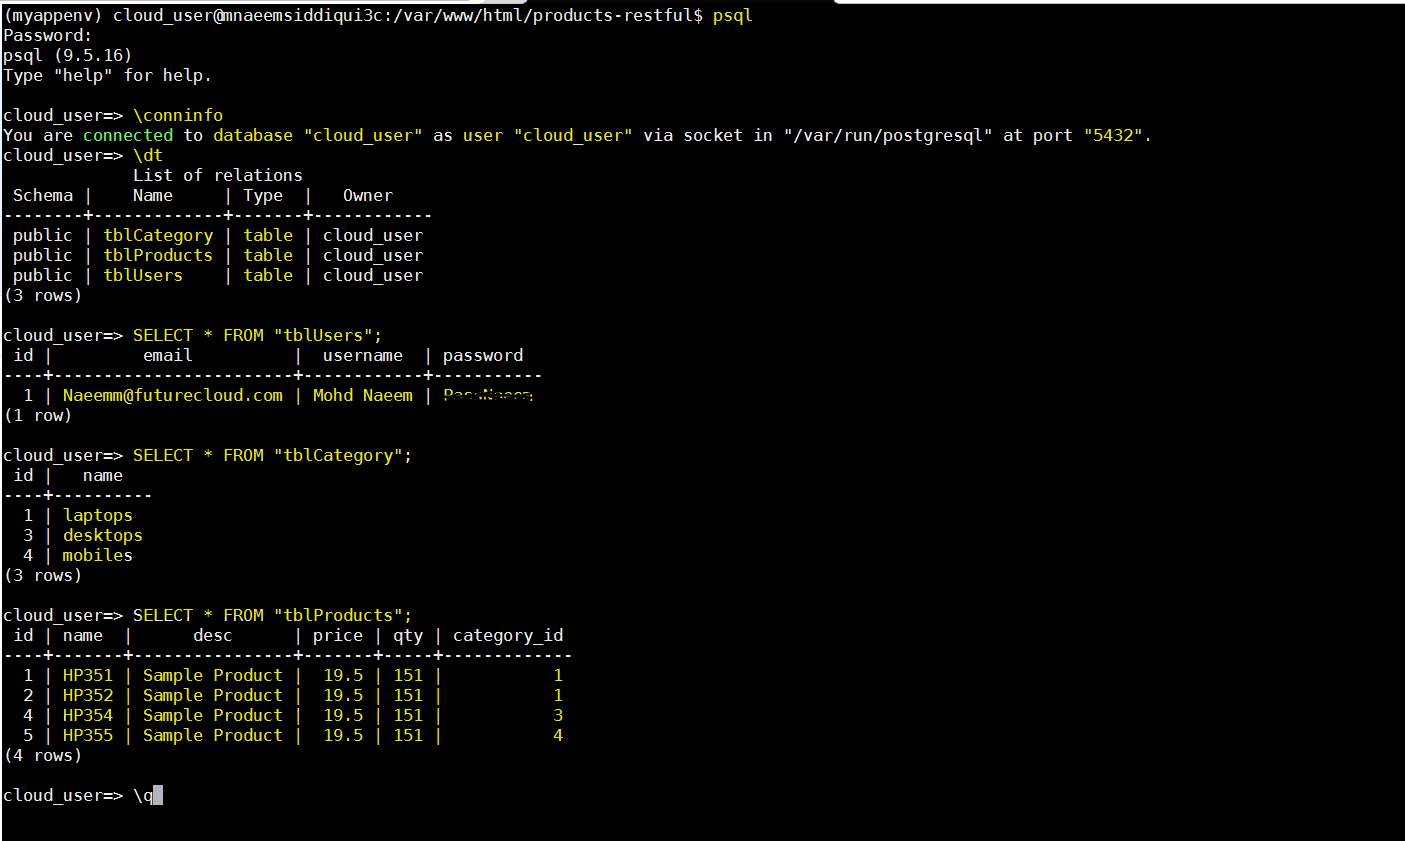 (myappenv) cloud_user@mnaeemsiddiqui3c:/var/www/html/products-restful$ psql
Password:
psql (9.5.16)
Type "help" for help.
cloud_user=> \conninfo
You are connected to database "cloud_user" as user "cloud_user" via socket in "/var/run/postgresql" at port "5432".
cloud_user=> \dt
             List of relations
 Schema |    Name     | Type  |   Owner
--------+-------------+-------+------------
 public | tblCategory | table | cloud_user
 public | tblProducts | table | cloud_user
 public | tblUsers    | table | cloud_user
(3 rows)
cloud_user=> SELECT * FROM "tblUsers";
 id |         email          |  username  | password
----+------------------------+------------+-----------
  1 | Naeemm@futurecloud.com | Mohd Naeem |
(1 row)
cloud_user=> SELECT * FROM "tblCategory";
 id |   name
----+----------
  1 | laptops
  3 | desktops
  4 | mobiles
(3 rows)
cloud_user=> SELECT * FROM "tblProducts";
 id | name  |      desc      | price | qty | category_id
----+-------+----------------+-------+-----+-------------
  1 | HP351 | Sample Product |  19.5 | 151 |           1
  2 | HP352 | Sample Product |  19.5 | 151 |           1
  4 | HP354 | Sample Product |  19.5 | 151 |           3
  5 | HP355 | Sample Product |  19.5 | 151 |           4
(4 rows)
cloud_user=> \q